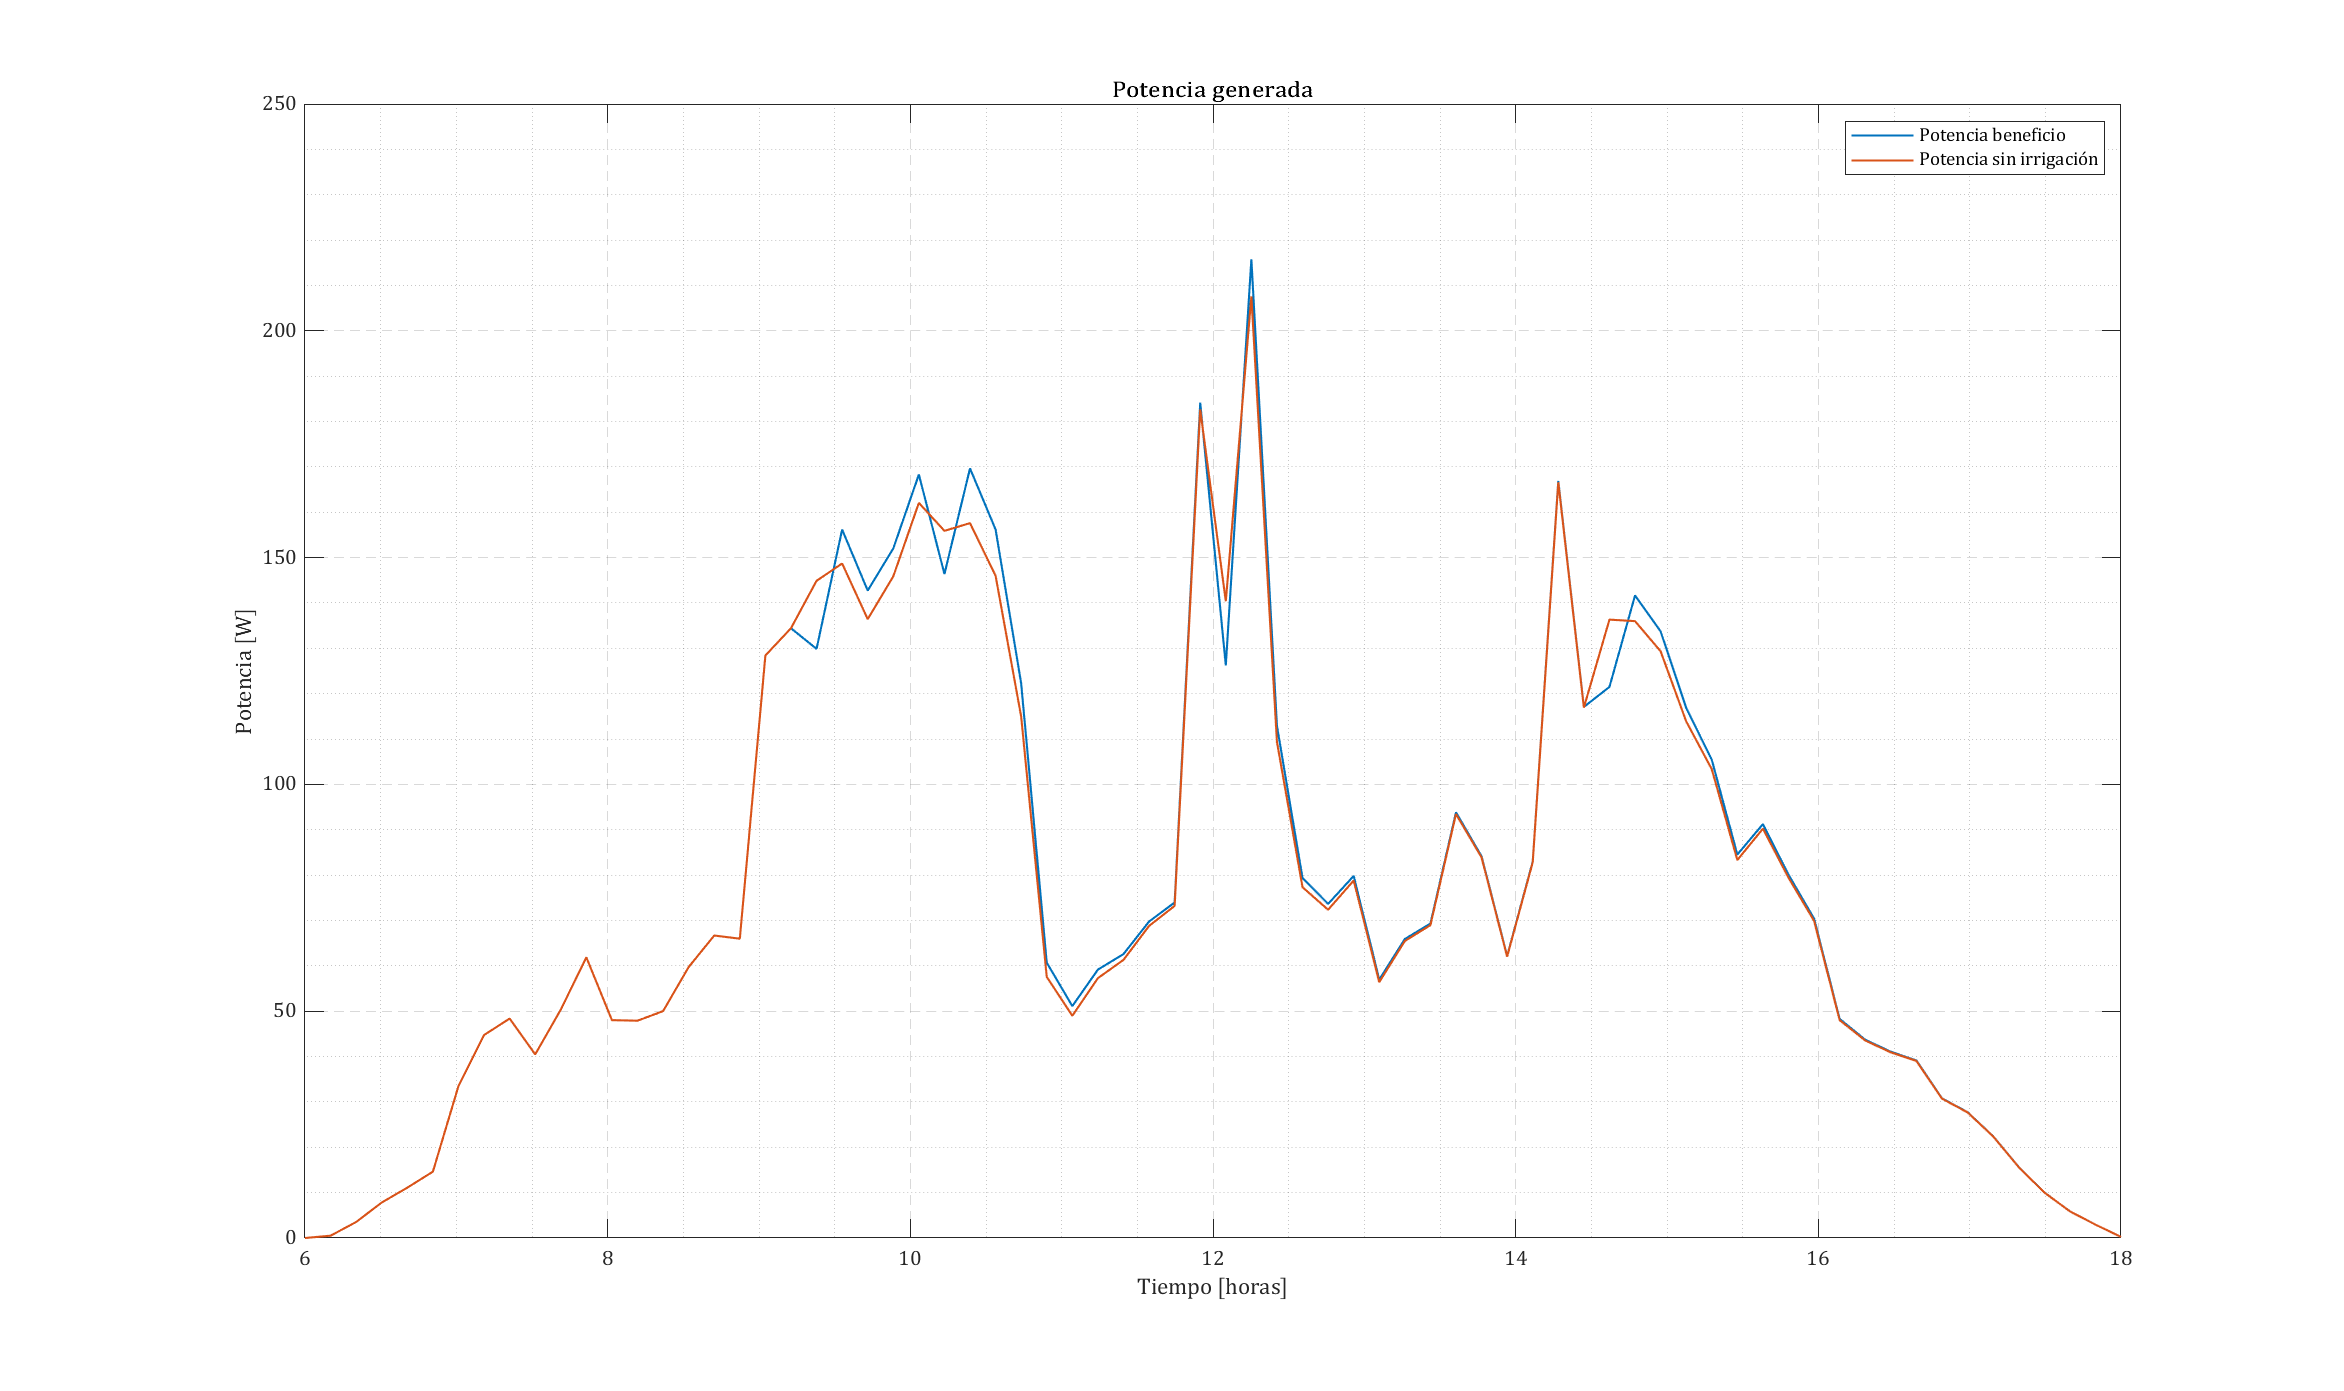 Potencia generada
250
200
150
100
50
0
Potencia [W]
Potencia beneficio
Potencia sin irrigación
6 8 10 12 14 16 18
Tiempo [horas]